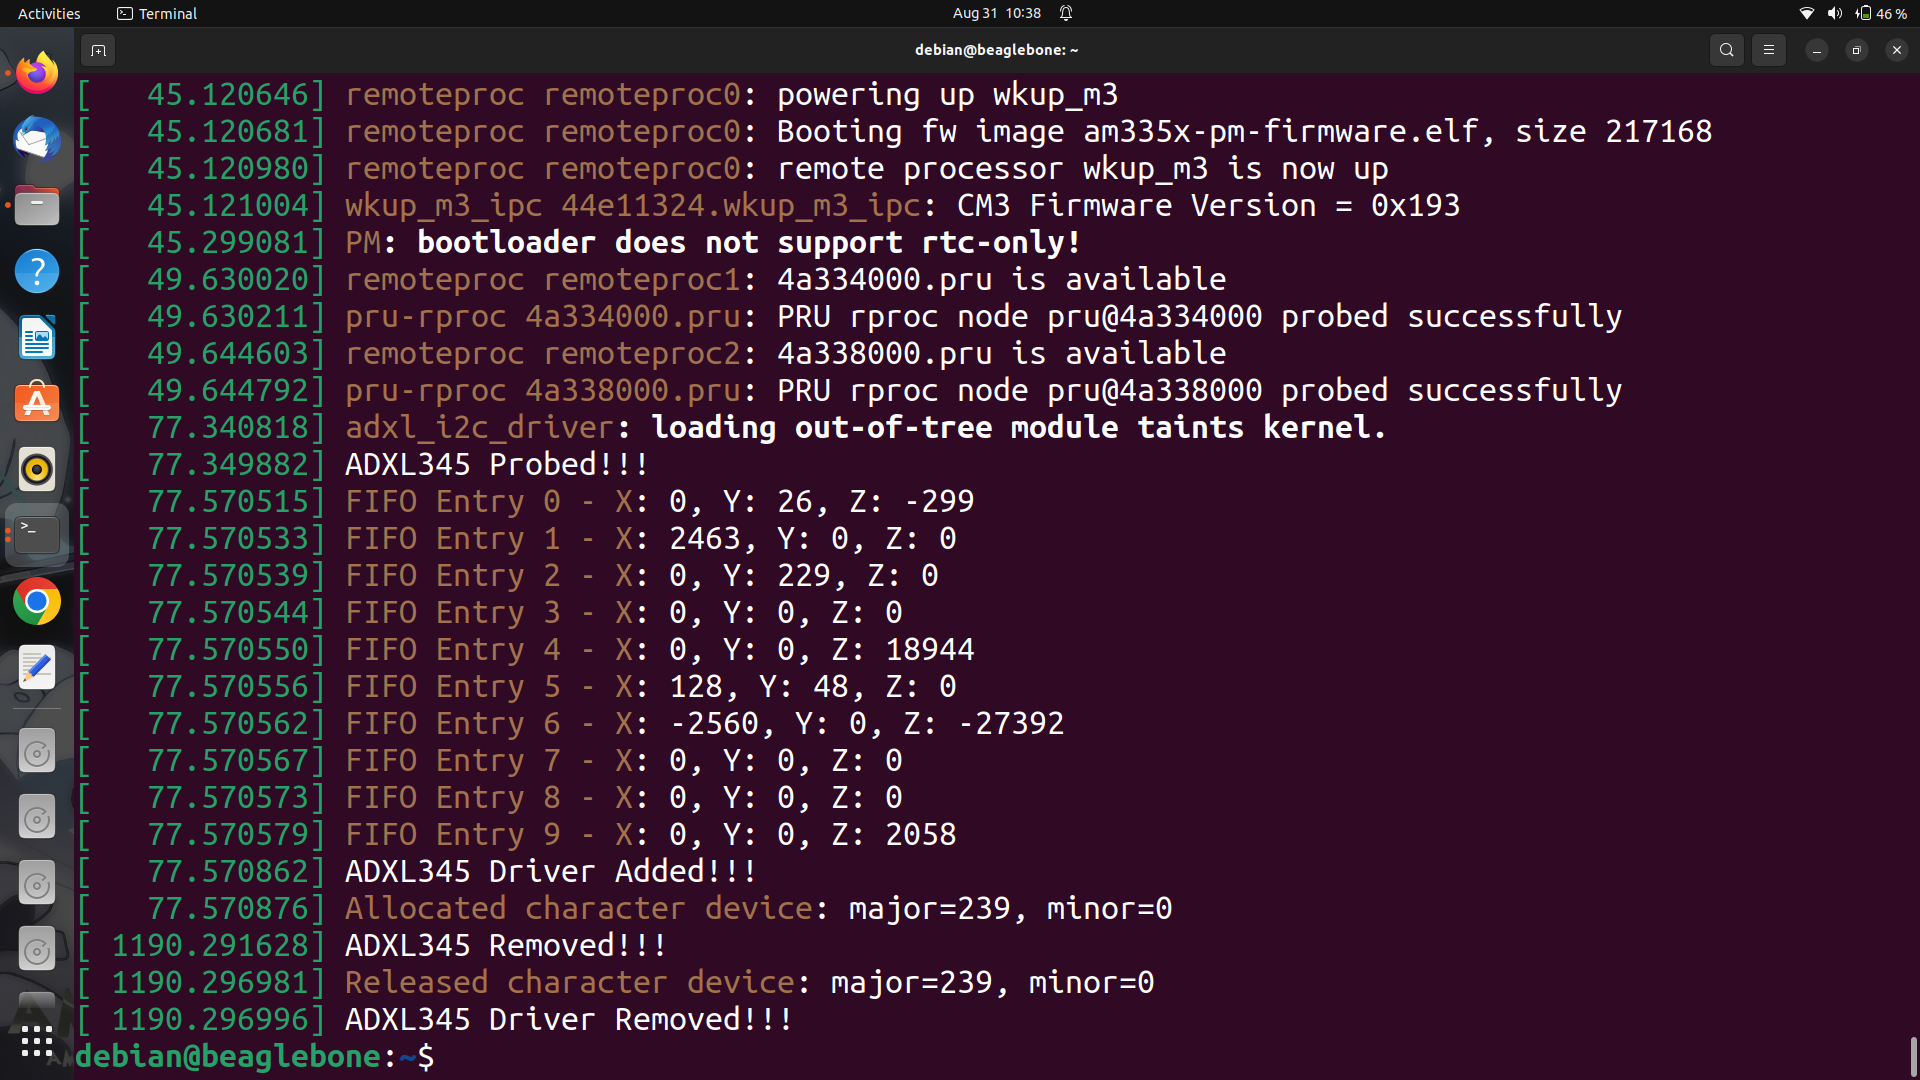 Activities
Terminal
Aug 31 10:38
46 %
debian@beaglebone: ~
[   45.120646] remoteproc remoteproc0: powering up wkup_m3
[   45.120681] remoteproc remoteproc0: Booting fw image am335x-pm-firmware.elf, size 217168
[   45.120980] remoteproc remoteproc0: remote processor wkup_m3 is now up
[   45.121004] wkup_m3_ipc 44e11324.wkup_m3_ipc: CM3 Firmware Version = 0x193
[   45.299081] PM: bootloader does not support rtc-only!
[   49.630020] remoteproc remoteproc1: 4a334000.pru is available
[   49.630211] pru-rproc 4a334000.pru: PRU rproc node pru@4a334000 probed successfully
[   49.644603] remoteproc remoteproc2: 4a338000.pru is available
[   49.644792] pru-rproc 4a338000.pru: PRU rproc node pru@4a338000 probed successfully
[   77.340818] adxl_i2c_driver: loading out-of-tree module taints kernel.
[   77.349882] ADXL345 Probed!!!
[   77.570515] FIFO Entry 0 - X: 0, Y: 26, Z: -299
[   77.570533] FIFO Entry 1 - X: 2463, Y: 0, Z: 0
[   77.570539] FIFO Entry 2 - X: 0, Y: 229, Z: 0
[   77.570544] FIFO Entry 3 - X: 0, Y: 0, Z: 0
[   77.570550] FIFO Entry 4 - X: 0, Y: 0, Z: 18944
[   77.570556] FIFO Entry 5 - X: 128, Y: 48, Z: 0
[   77.570562] FIFO Entry 6 - X: -2560, Y: 0, Z: -27392
[   77.570567] FIFO Entry 7 - X: 0, Y: 0, Z: 0
[   77.570573] FIFO Entry 8 - X: 0, Y: 0, Z: 0
[   77.570579] FIFO Entry 9 - X: 0, Y: 0, Z: 2058
[   77.570862] ADXL345 Driver Added!!!
[   77.570876] Allocated character device: major=239, minor=0
[ 1190.291628] ADXL345 Removed!!!
[ 1190.296981] Released character device: major=239, minor=0
[ 1190.296996] ADXL345 Driver Removed!!!
debian@beaglebone:~$